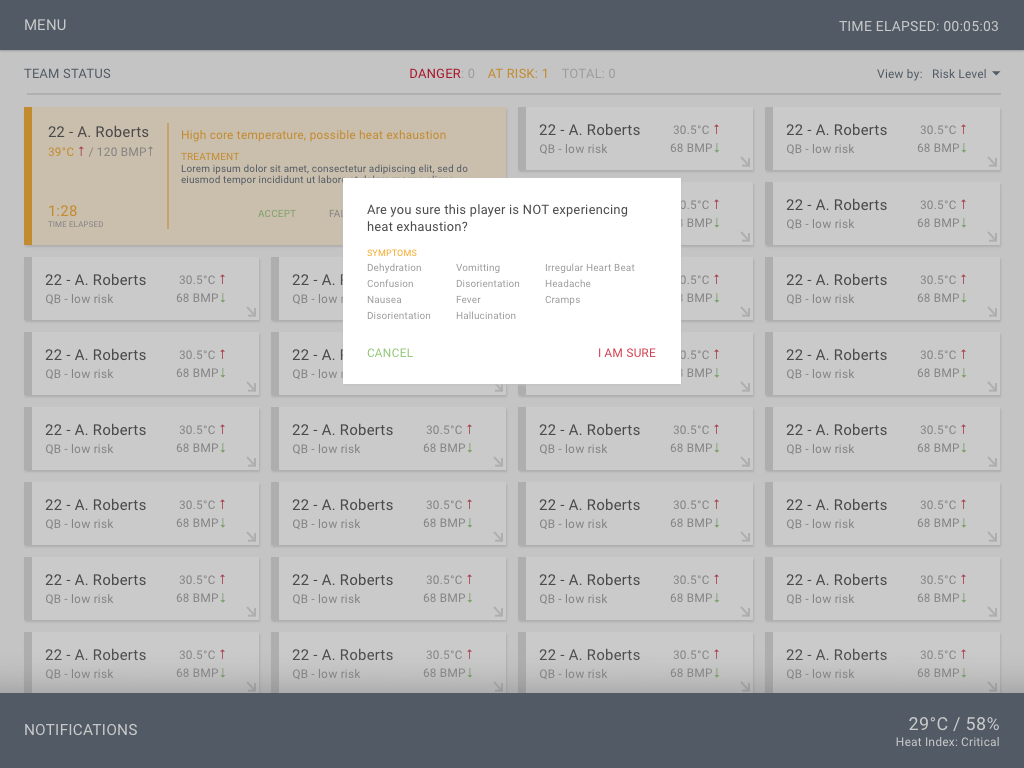 MENU
TIME ELAPSED: 00:05:03
TEAM STATUS
DANGER: 0 AT RISK: 1 TOTAL: 0
View by: Risk Level
22 - A. Roberts
39°C ↑ / 120 BMP↑
1:28
TIME ELAPSED
High core temperature, possible heat exhaustion
TREATMENT
Lorem ipsum dolor sit amet, consectetur adipiscing elit, sed do
eiusmod tempor incididunt ut
ACCEPT
22 - A. Roberts 30.5°C ↑
QB - low risk 68 BMP↓
22 - A. Roberts 30.5°C ↑
QB - low risk 68 BMP↓
Are you sure this player is NOT experiencing
heat exhaustion?
SYMPTOMS
Dehydration Vomitting Irregular Heart Beat
Confusion Disorientation Headache
Nausea Fever Cramps
Disorientation Hallucination
CANCEL
I AM SURE
.5°C ↑
68 BMP↓
22 - A. Roberts 30.5°C ↑
QB - low risk 68 BMP↓
22 - A. Roberts 30.5°C ↑
QB - low risk 68 BMP↓
22 - A. R
QB - low risk
.5°C ↑
68 BMP↓
22 - A. Roberts 30.5°C ↑
QB - low risk 68 BMP↓
22 - A. Roberts 30.5°C ↑
QB - low risk 68 BMP↓
22 - A. R
QB - low risk
.5°C ↑
68 BMP↓
22 - A. Roberts 30.5°C ↑
QB - low risk 68 BMP↓
22 - A. Roberts 30.5°C ↑
QB - low risk 68 BMP↓
22 - A. Roberts 30.5°C ↑
QB - low risk 68 BMP↓
22 - A. Roberts 30.5°C ↑
QB - low risk 68 BMP↓
22 - A. Roberts 30.5°C ↑
QB - low risk 68 BMP↓
22 - A. Roberts 30.5°C ↑
QB - low risk 68 BMP↓
22 - A. Roberts 30.5°C ↑
QB - low risk 68 BMP↓
22 - A. Roberts 30.5°C ↑
QB - low risk 68 BMP↓
22 - A. Roberts 30.5°C ↑
QB - low risk 68 BMP↓
22 - A. Roberts 30.5°C ↑
QB - low risk 68 BMP↓
22 - A. Roberts 30.5°C ↑
QB - low risk 68 BMP↓
22 - A. Roberts 30.5°C ↑
QB - low risk 68 BMP↓
22 - A. Roberts 30.5°C ↑
QB - low risk 68 BMP↓
22 - A. Roberts 30.5°C ↑
QB - low risk 68 BMP↓
22 - A. Roberts 30.5°C ↑
QB - low risk 68 BMP↓
22 - A. Roberts 30.5°C ↑
QB - low risk 68 BMP↓
22 - A. Roberts 30.5°C ↑
QB - low risk 68 BMP↓
NOTIFICATIONS
29°C / 58%
Heat Index: Critical